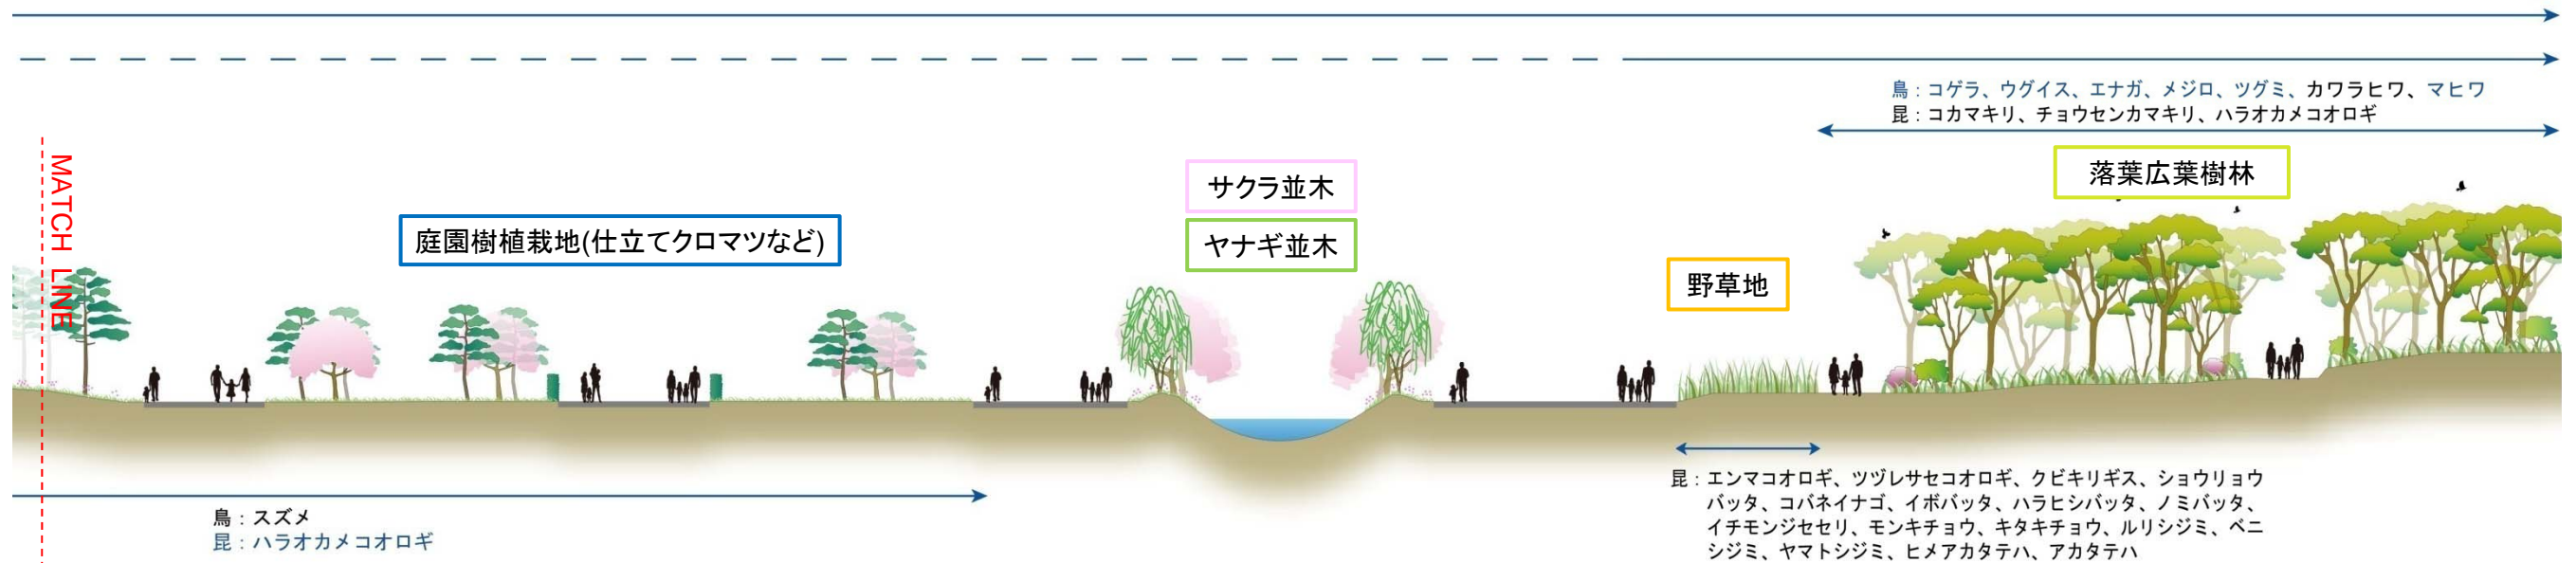 鳥：コゲラ、ウグイス、エナガ、メジロ、ツグミ、カワラヒワ、マヒワ
昆：コカマキリ、チョウセンカマキリ、ハラオカメコオロギ
MATCH LINE
サクラ並木
落葉広葉樹林
庭園樹植栽地(仕立てクロマツなど)
ヤナギ並木
野草地
昆：エンマコオロギ、ツヅレサセコオロギ、クビキリギス、ショウリョウ
バッタ、コバネイナゴ、イボバッタ、ハラヒシバッタ、ノミバッタ、
イチモンジセセリ、モンキチョウ、キタキチョウ、ルリシジミ、ベニ
シジミ、ヤマトシジミ、ヒメアカタテハ、アカタテハ
鳥：スズメ
昆：ハラオカメコオロギ